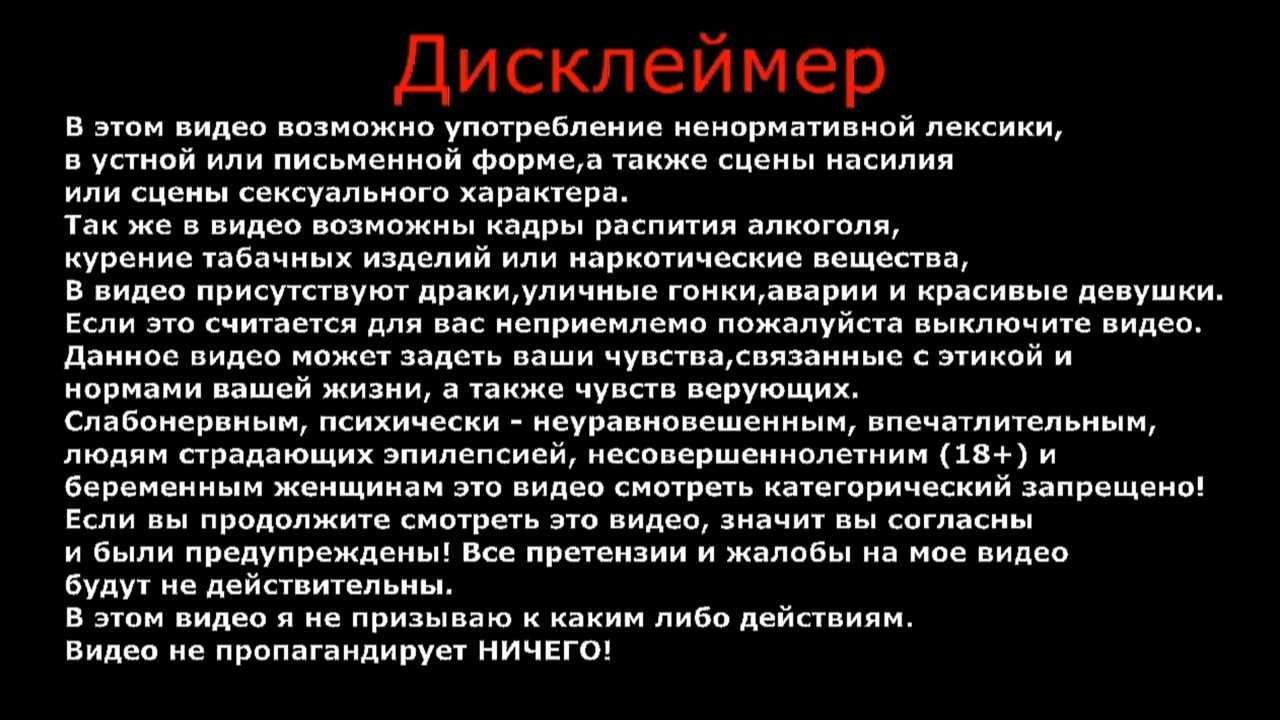 Дисклеймер
В этом видео возможно употребление ненормативной лексики,
в устной или письменной форме,а также сцены насилия
или сцены сексуального характера.
Так же в видео возможны кадры распития алкоголя,
курение табачных изделий или наркотические вещества,
В видео присутствуют драки,уличные гонки,аварии и красивые девушки.
Если это считается для вас неприемлемо пожалуйста выключите видео.
Данное видео может задеть ваши чувства,связанные с этикой и
нормами вашей жизни, а также чувств верующих.
Слабонервным, психически - неуравновешенным, впечатлительным,
людям страдающих эпилепсией, несовершеннолетним (18+) и
беременным женщинам это видео смотреть категорический запрещено!
Если вы продолжите смотреть это видео, значит вы согласны
и были предупреждены! Все претензии и жалобы на мое видео
будут не действительны.
В этом видео я не призываю к каким либо действиям.
Видео не пропагандирует НИЧЕГО!